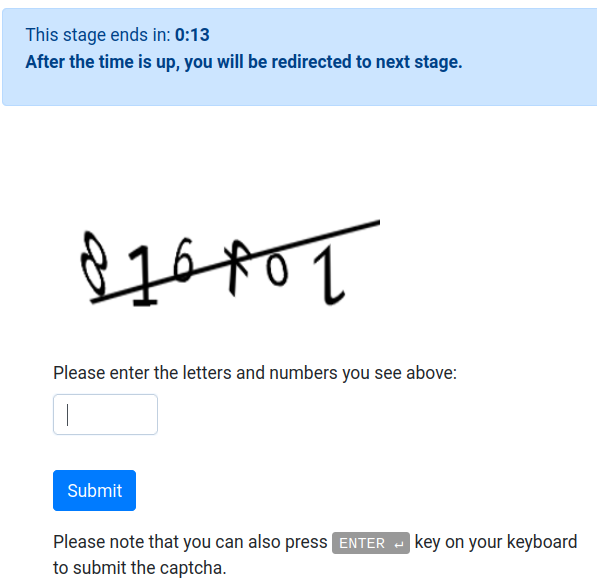 This stage ends in: 0:13
After the time is up, you will be redirected to next stage.
Please enter the letters and numbers you see above:
Submit
Please note that you can also press ENTER ↵ key on your keyboard
to submit the captcha.